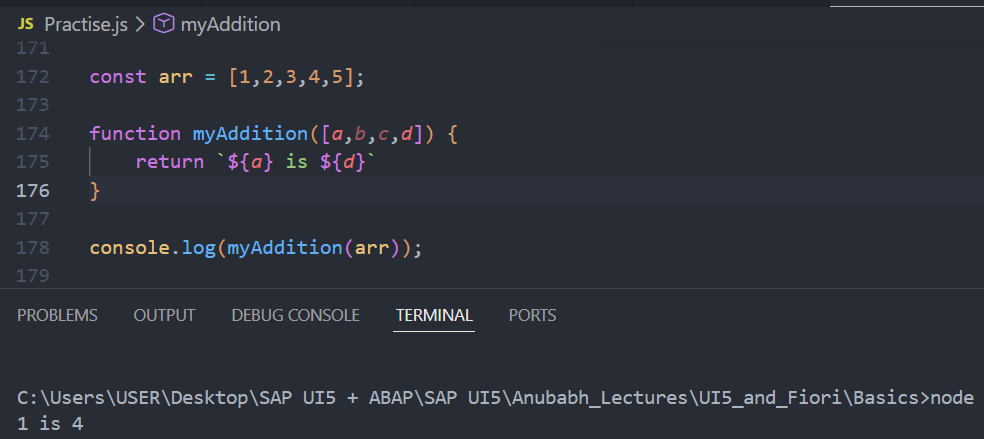 JS Practise.js > myAddition
171
172 const arr = [1,2,3,4,5];
173
174 function myAddition([a,b,c,d]) {
175     return `${a} is ${d}`
176 }
177
178 console.log(myAddition(arr));
179
PROBLEMS OUTPUT DEBUG CONSOLE TERMINAL PORTS
C:\Users\USER\Desktop\SAP UI5 + ABAP\SAP UI5\Anubabh_Lectures\UI5_and_Fiori\Basics>node
1 is 4